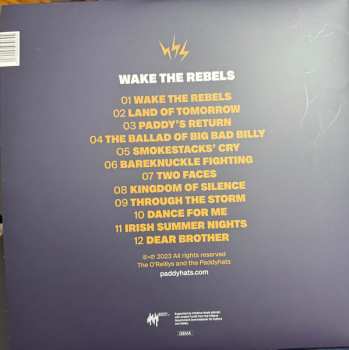 WAKE THE REBELS
01 WAKE THE REBELS
02 LAND OF TOMORROW
03 PADDY'S RETURN
04 THE BALLAD OF BIG BAD BILLY
05 SMOKESTACKS' CRY
06 BAREKNUCKLE FIGHTING
07 TWO FACES
08 KINGDOM OF SILENCE
09 THROUGH THE STORM
10 DANCE FOR ME
11 IRISH SUMMER NIGHTS
12 DEAR BROTHER
©℗ 2023 All rights reserved
The O'Reillys and the Paddyhats
paddyhats.com
GEMA